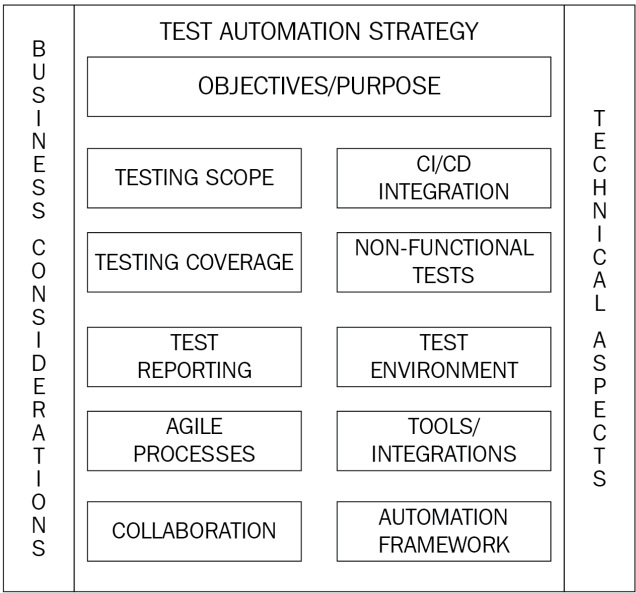 TEST AUTOMATION STRATEGY
BUSINESS CONSIDERATIONS
OBJECTIVES/PURPOSE
TESTING SCOPE
TESTING COVERAGE
TEST
REPORTING
AGILE
PROCESSES
COLLABORATION
CI/CD
INTEGRATION
NON-FUNCTIONAL
TESTS
TEST
ENVIRONMENT
TOOLS/
INTEGRATIONS
AUTOMATION
FRAMEWORK
TECHNICAL ASPECTS